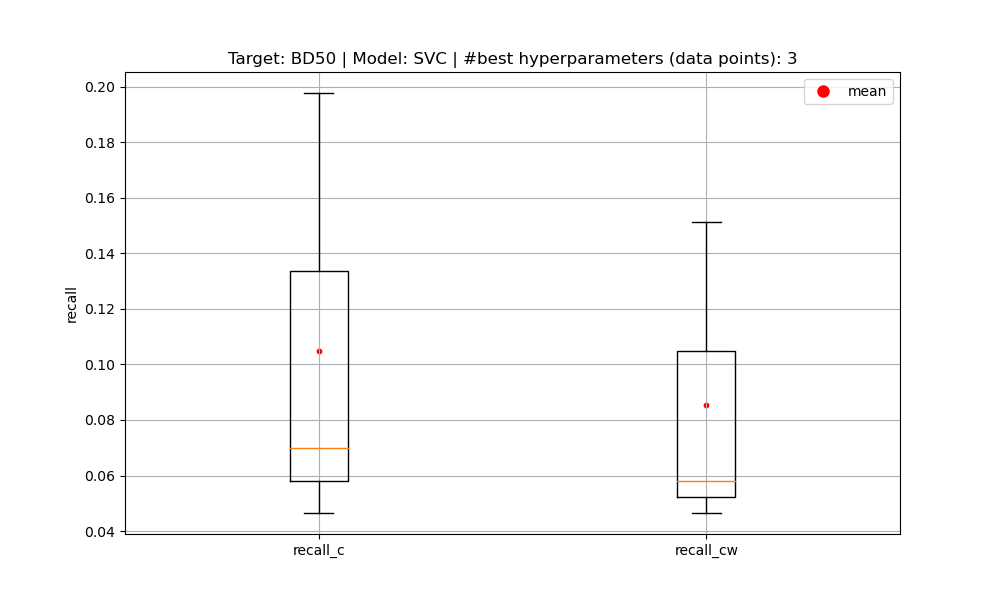 Target: BD50 | Model: SVC | #best hyperparameters (data points): 3
mean
0.20
0.18
0.16
0.14
0.12
0.10
0.08
0.06
0.04
recall
recall_c
recall_cw